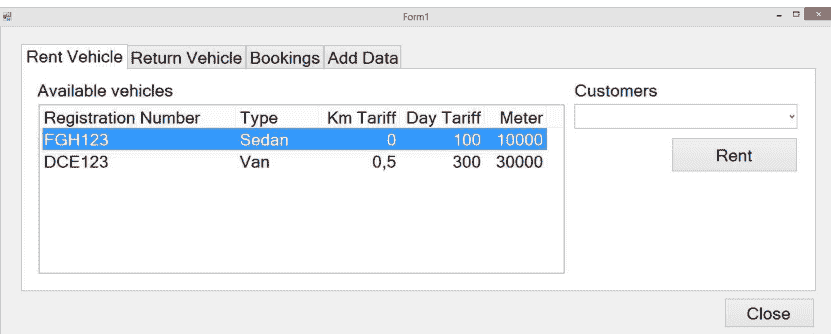 Form1
Rent Vehicle Return Vehicle Bookings Add Data
Available vehicles
Customers
Registration Number Type Km Tariff Day Tariff Meter
FGH123 Sedan 0 100 10000
DCE123 Van 0,5 300 30000
Rent
Close